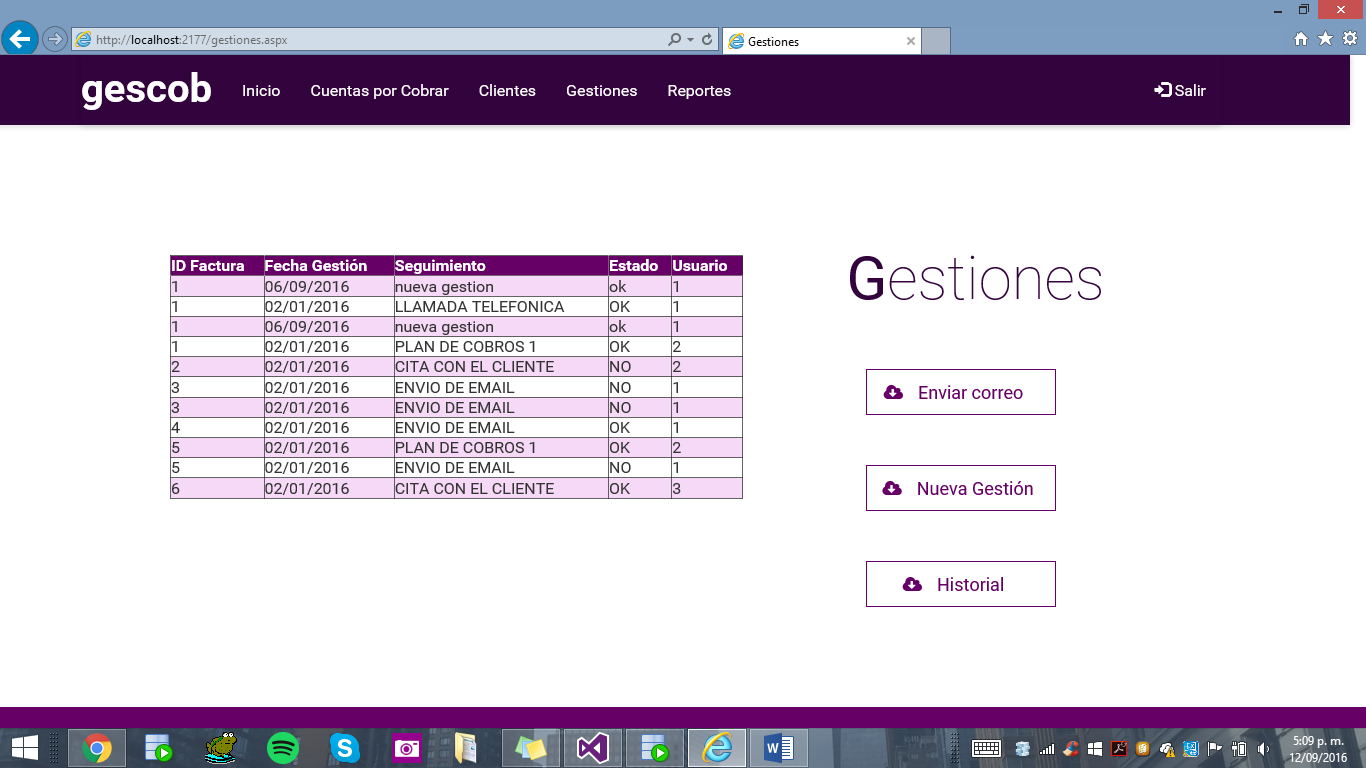 http://localhost:2177/gestiones.aspx
Gestiones
gescob Inicio Cuentas por Cobrar Clientes Gestiones Reportes Salir
ID Factura Fecha Gestión Seguimiento Estado Usuario
1 06/09/2016 nueva gestion ok 1
1 02/01/2016 LLAMADA TELEFONICA OK 1
1 06/09/2016 nueva gestion ok 1
1 02/01/2016 PLAN DE COBROS 1 OK 2
2 02/01/2016 CITA CON EL CLIENTE NO 2
3 02/01/2016 ENVIO DE EMAIL NO 1
3 02/01/2016 ENVIO DE EMAIL NO 1
4 02/01/2016 ENVIO DE EMAIL OK 1
5 02/01/2016 PLAN DE COBROS 1 OK 2
5 02/01/2016 ENVIO DE EMAIL NO 1
6 02/01/2016 CITA CON EL CLIENTE OK 3
Gestiones
Enviar correo
Nueva Gestión
Historial
5:09 p. m.
12/09/2016